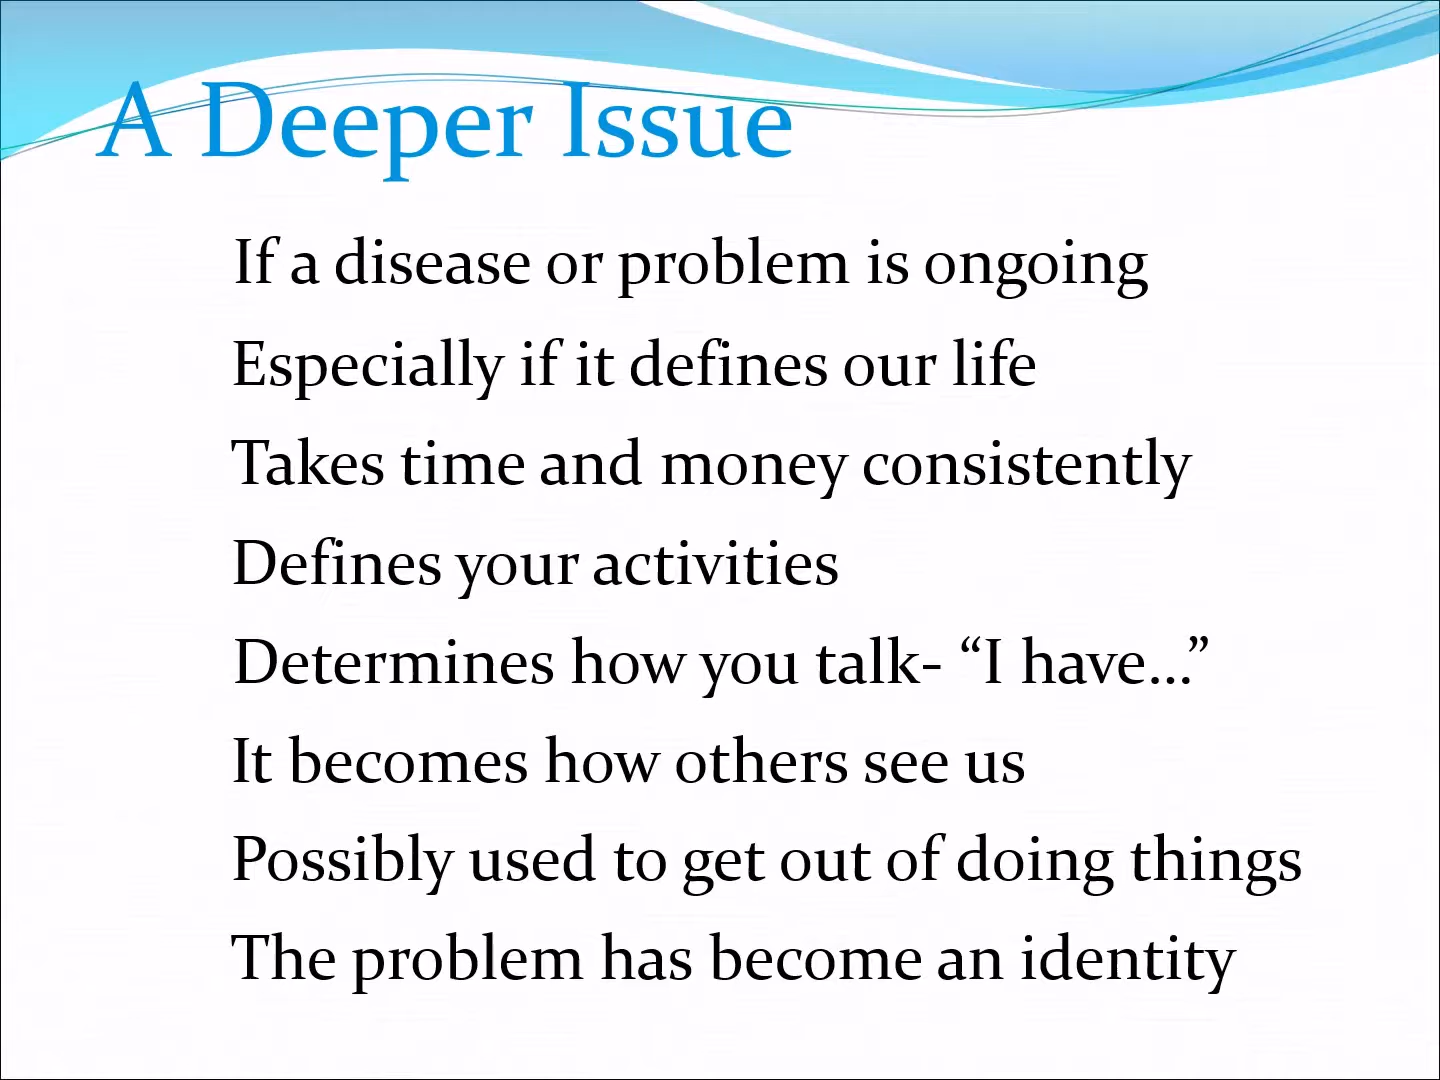 A Deeper Issue
If a disease or problem is ongoing
Especially if it defines our life
Takes time and money consistently
Defines your activities
Determines how you talk- “I have…”
It becomes how others see us
Possibly used to get out of doing things
The problem has become an identity